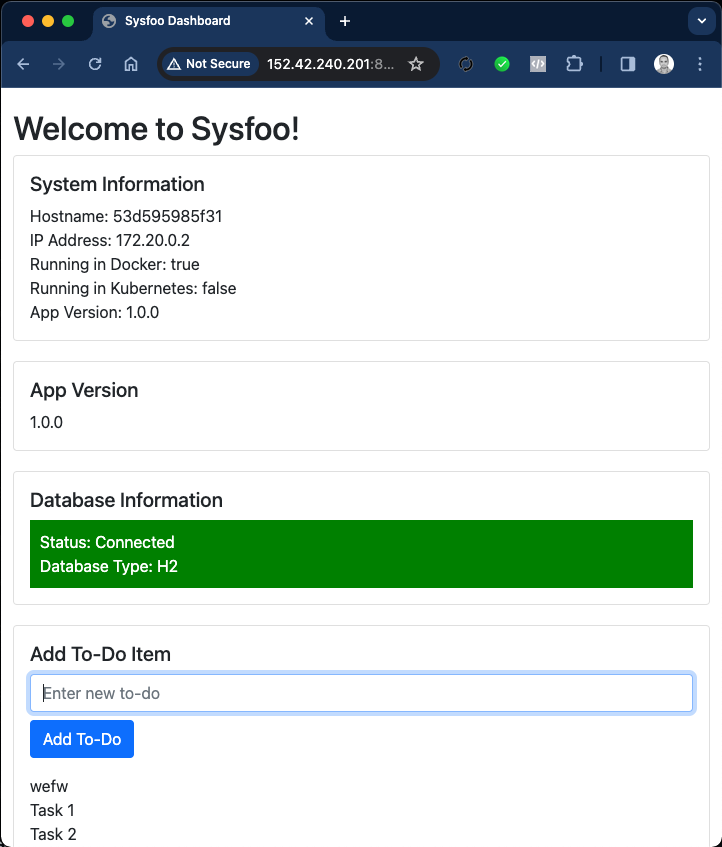 Sysfoo Dashboard
Not Secure 152.42.240.201:8...
Welcome to Sysfoo!
System Information
Hostname: 53d595985f31
IP Address: 172.20.0.2
Running in Docker: true
Running in Kubernetes: false
App Version: 1.0.0
App Version
1.0.0
Database Information
Status: Connected
Database Type: H2
Add To-Do Item
Enter new to-do
Add To-Do
wefw
Task 1
Task 2